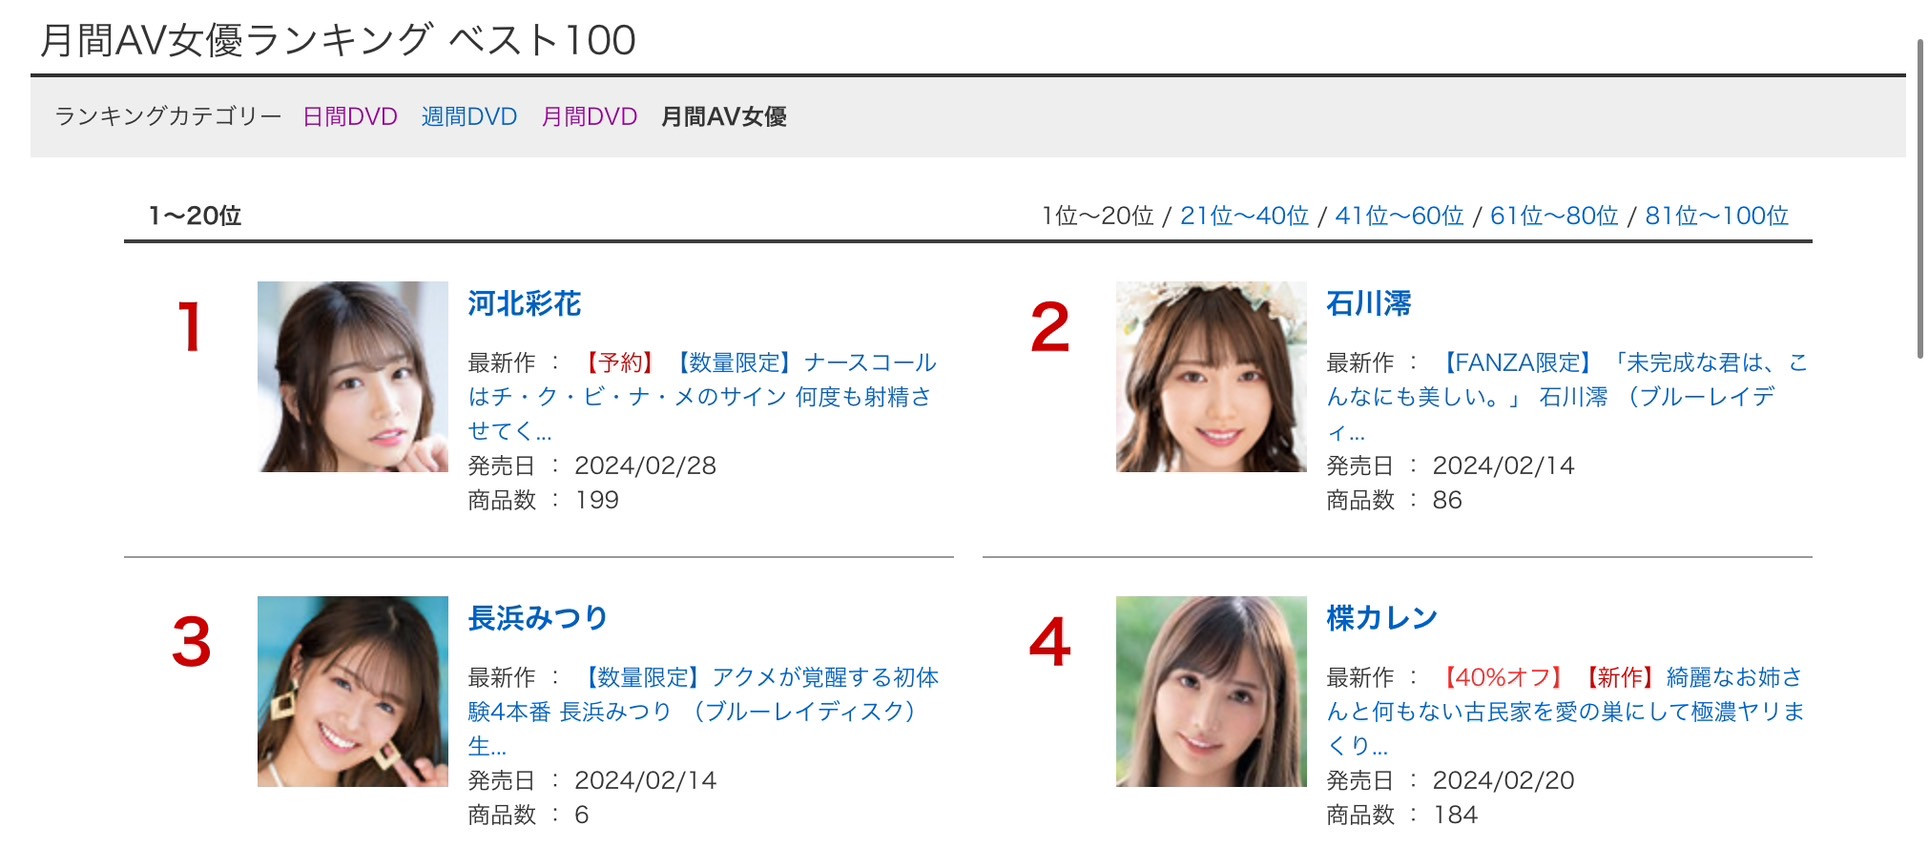 月間AV女優ランキング ベスト100
ランキングカテゴリー 日間DVD 週間DVD 月間DVD 月間AV女優
1〜20位
1位〜20位 / 21位〜40位 / 41位〜60位 / 61位〜80位 / 81位〜100位
1
河北彩花
最新作 ： 【予約】【数量限定】ナースコール
はチ・ク・ビ・ナ・メのサイン 何度も射精さ
せてく...
発売日 ： 2024/02/28
商品数 ： 199
2
石川澪
最新作 ： 【FANZA限定】「未完成な君は、こ
んなにも美しい。」 石川澪 （ブルーレイデ
ィ...
発売日 ： 2024/02/14
商品数 ： 86
3
長浜みつり
最新作 ： 【数量限定】アクメが覚醒する初体
験4本番 長浜みつり （ブルーレイディスク）
生...
発売日 ： 2024/02/14
商品数 ： 6
4
楪カレン
最新作 ： 【40%オフ】【新作】綺麗なお姉さ
んと何もない古民家を愛の巣にして極濃ヤリま
くり...
発売日 ： 2024/02/20
商品数 ： 184